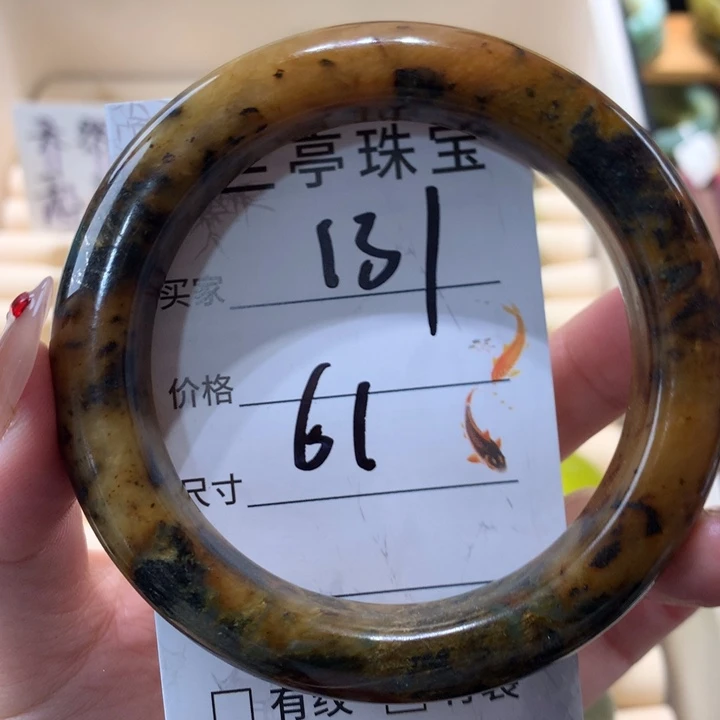 亭珠宝
买家 131
价格
尺寸 61
有纹